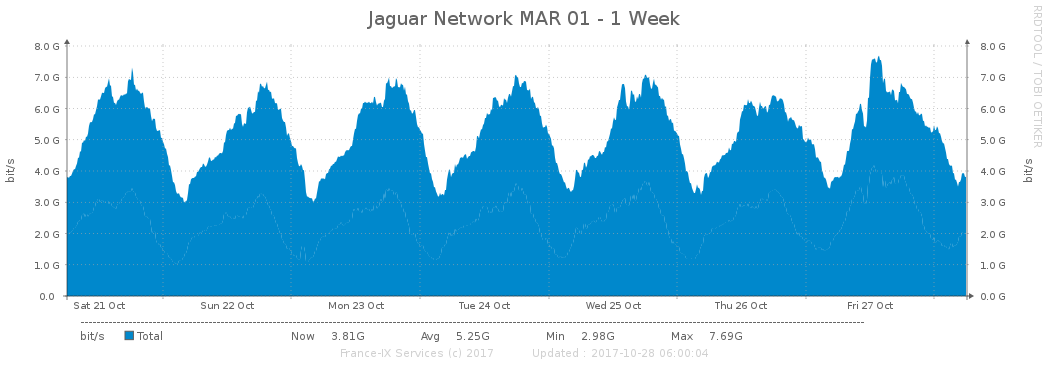 Jaguar Network MAR 01 - 1 Week
RRDTOOL / TOBI OETIKER
bit/s
8.0 G 8.0 G
7.0 G 7.0 G
6.0 G 6.0 G
5.0 G 5.0 G
4.0 G 4.0 G
3.0 G 3.0 G
2.0 G 2.0 G
1.0 G 1.0 G
0.0 0.0 G
bit/s
Sat 21 Oct Sun 22 Oct Mon 23 Oct Tue 24 Oct Wed 25 Oct Thu 26 Oct Fri 27 Oct
bit/s Total Now 3.81G Avg 5.25G Min 2.98G Max 7.69G
France-IX Services (c) 2017 Updated : 2017-10-28 06:00:04